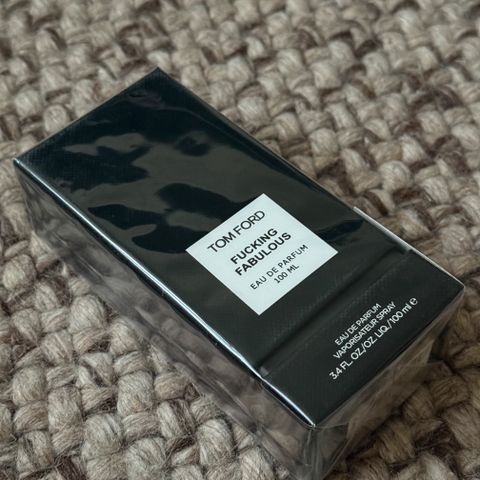 TOM FORD
FUCKING
FABULOUS
EAU DE PARFUM
100 ML
EAU DE PARFUM
VAPORISATEUR SPRAY
3.4 FL. OZ/OZ. LIQ./100 ml ℮